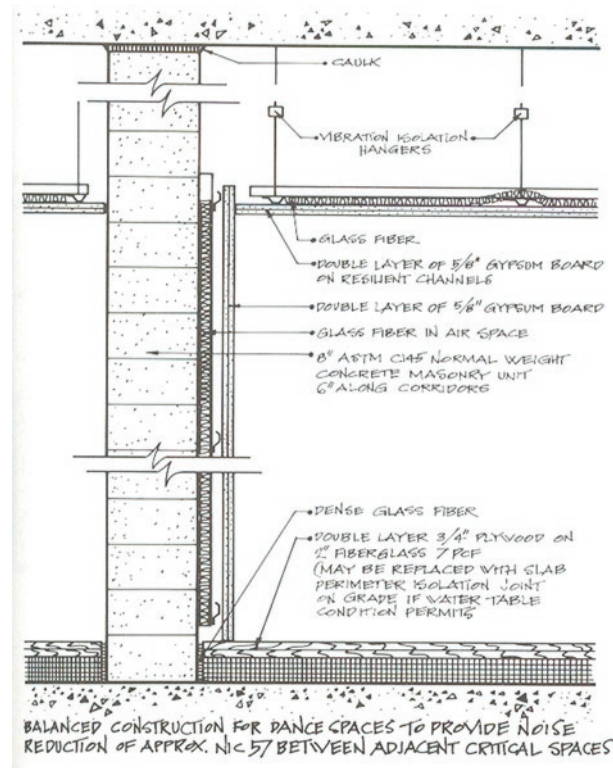 CAULK
VIBRATION ISOLATION
HANGERS
GLASS FIBER
DOUBLE LAYER OF 5/8" GYPSUM BOARD
ON RESILIENT CHANNELS
DOUBLE LAYER OF 5/8" GYPSUM BOARD
GLASS FIBER IN AIR SPACE
8" ASTM C145 NORMAL WEIGHT
CONCRETE MASONRY UNIT
6" ALONG CORRIDORS
DENSE GLASS FIBER
DOUBLE LAYER 3/4" PLYWOOD ON
2" FIBERGLASS 7 PCF
(MAY BE REPLACED WITH SLAB
PERIMETER ISOLATION JOINT
ON GRADE IF WATER-TABLE
CONDITION PERMITS
BALANCED CONSTRUCTION FOR DANCE SPACES TO PROVIDE NOISE
REDUCTION OF APPROX. NIC 57 BETWEEN ADJACENT CRITICAL SPACES